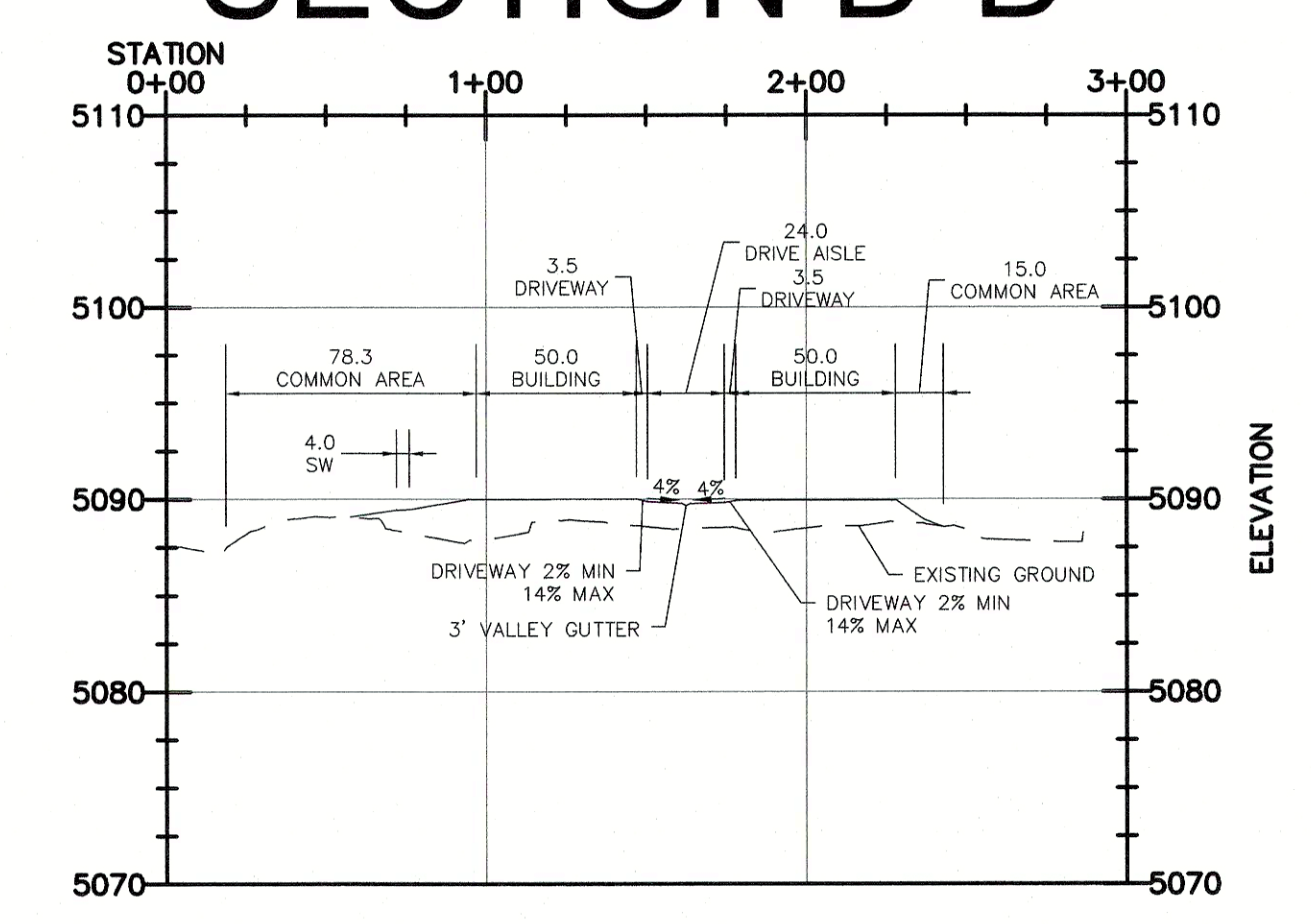 SECTION D-D
STATION
0+00 1+00 2+00 3+00
5110 5110
24.0
DRIVE AISLE
3.5
DRIVEWAY
3.5
DRIVEWAY
15.0
COMMON AREA
5100 5100
78.3
COMMON AREA
50.0
BUILDING
50.0
BUILDING
4.0
SW
4% 4%
5090 5090
ELEVATION
DRIVEWAY 2% MIN
14% MAX
EXISTING GROUND
DRIVEWAY 2% MIN
14% MAX
3' VALLEY GUTTER
5080 5080
5070 5070